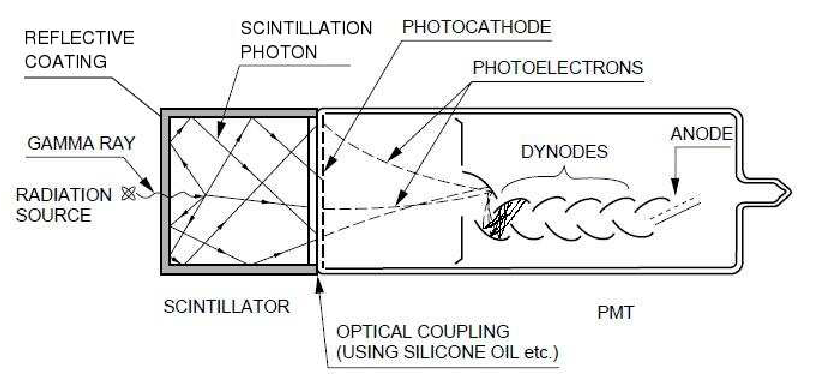 REFLECTIVE
COATING
SCINTILLATION
PHOTON
PHOTOCATHODE
PHOTOELECTRONS
GAMMA RAY
RADIATION
SOURCE
DYNODES
ANODE
SCINTILLATOR
OPTICAL COUPLING
(USING SILICONE OIL etc.)
PMT